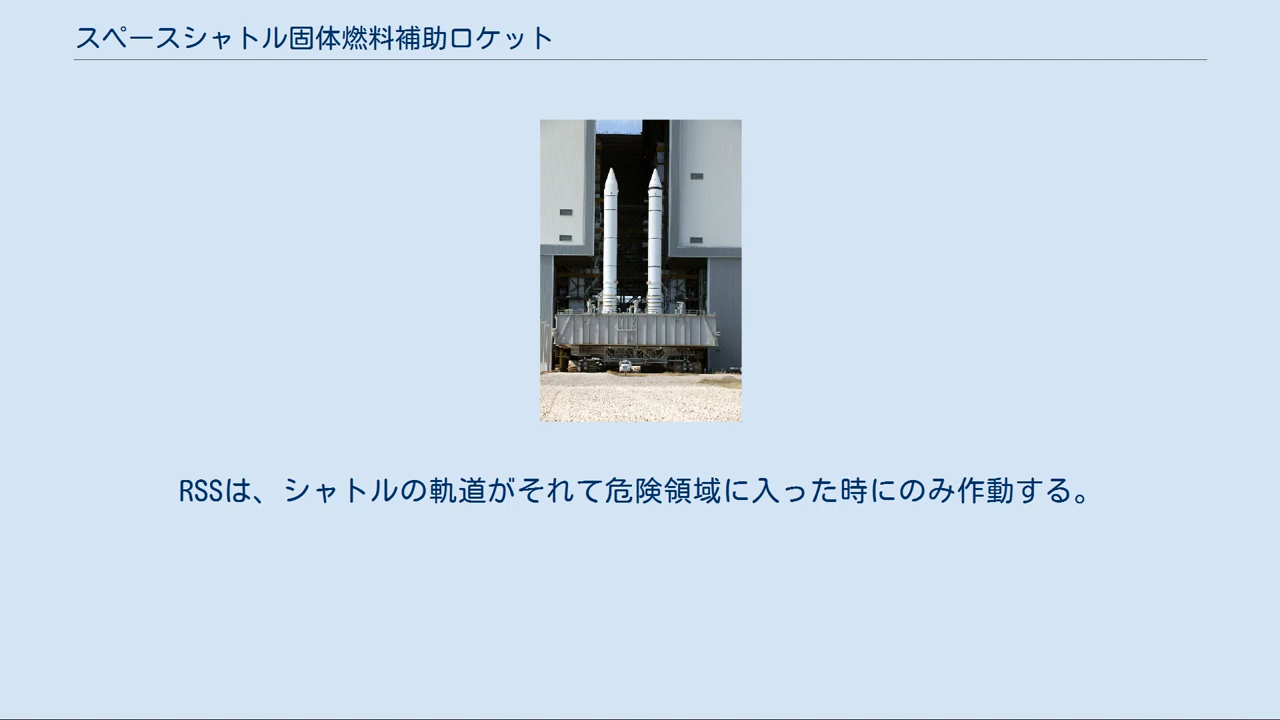 スペースシャトル固体燃料補助ロケット
RSSは、シャトルの軌道がそれて危険領域に入った時にのみ作動する。